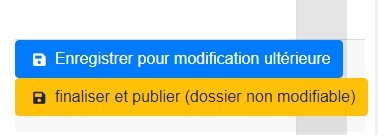 Enregistrer pour modification ultérieure
finaliser et publier (dossier non modifiable)